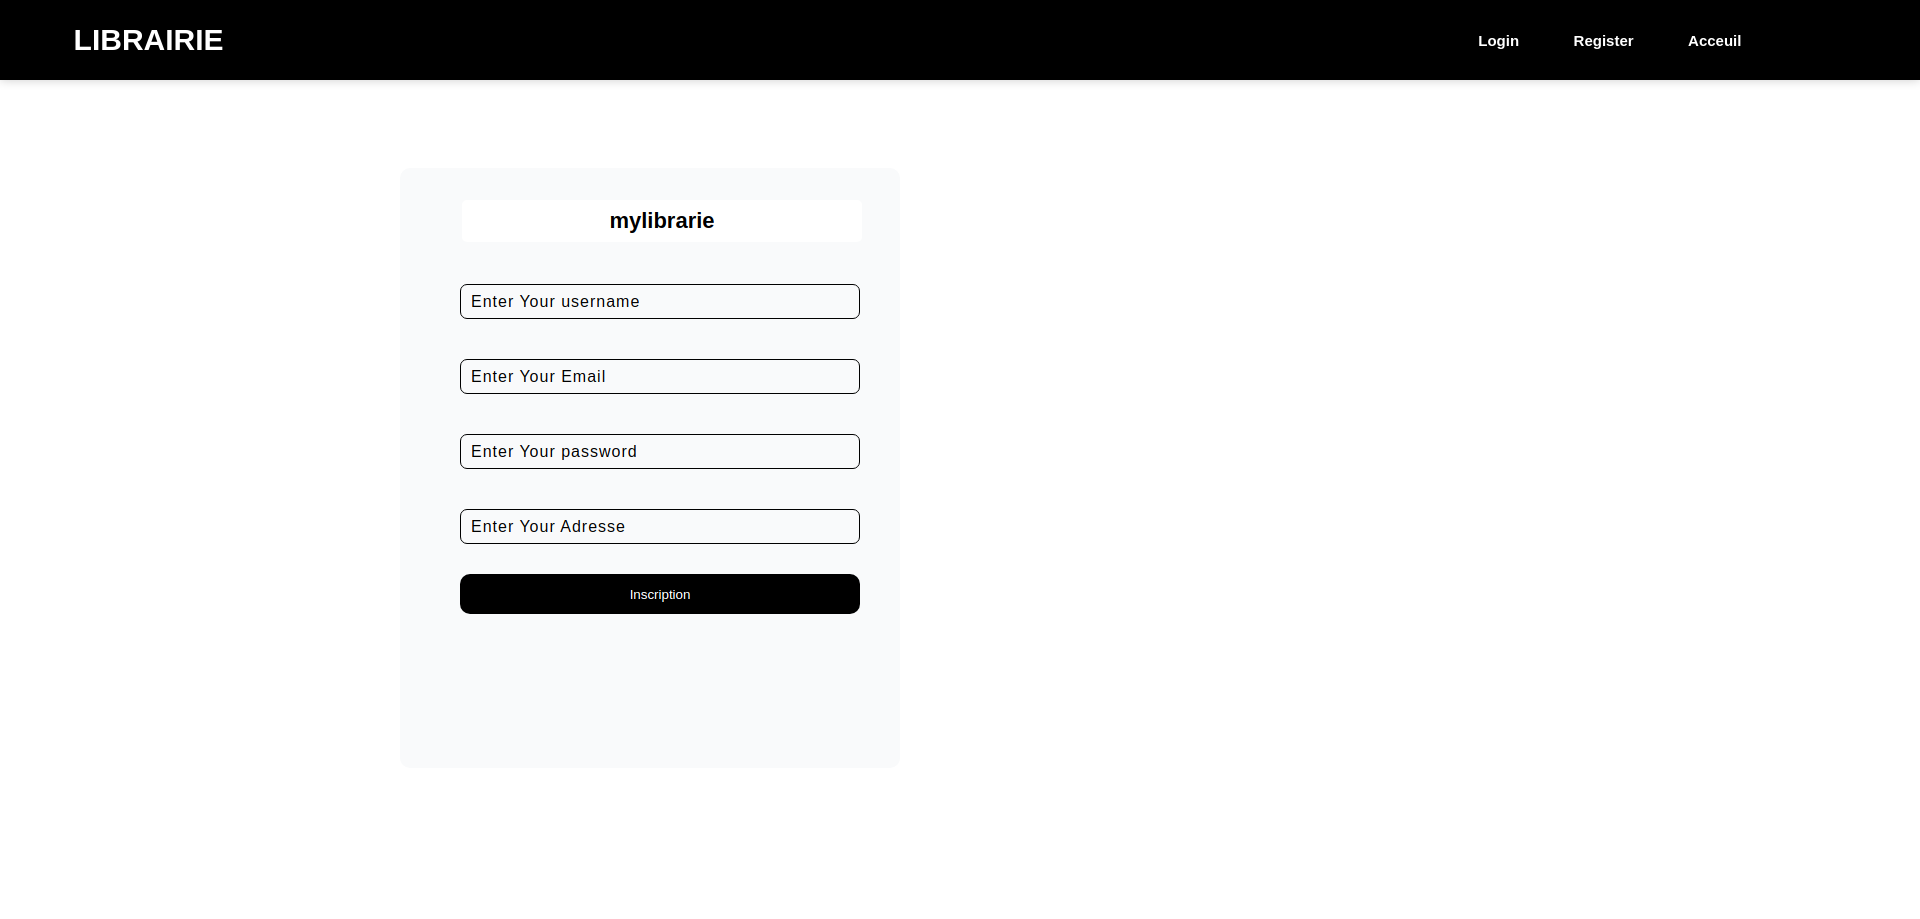 LIBRAIRIE
Login Register Acceuil
mylibrarie
Enter Your username
Enter Your Email
Enter Your password
Enter Your Adresse
Inscription